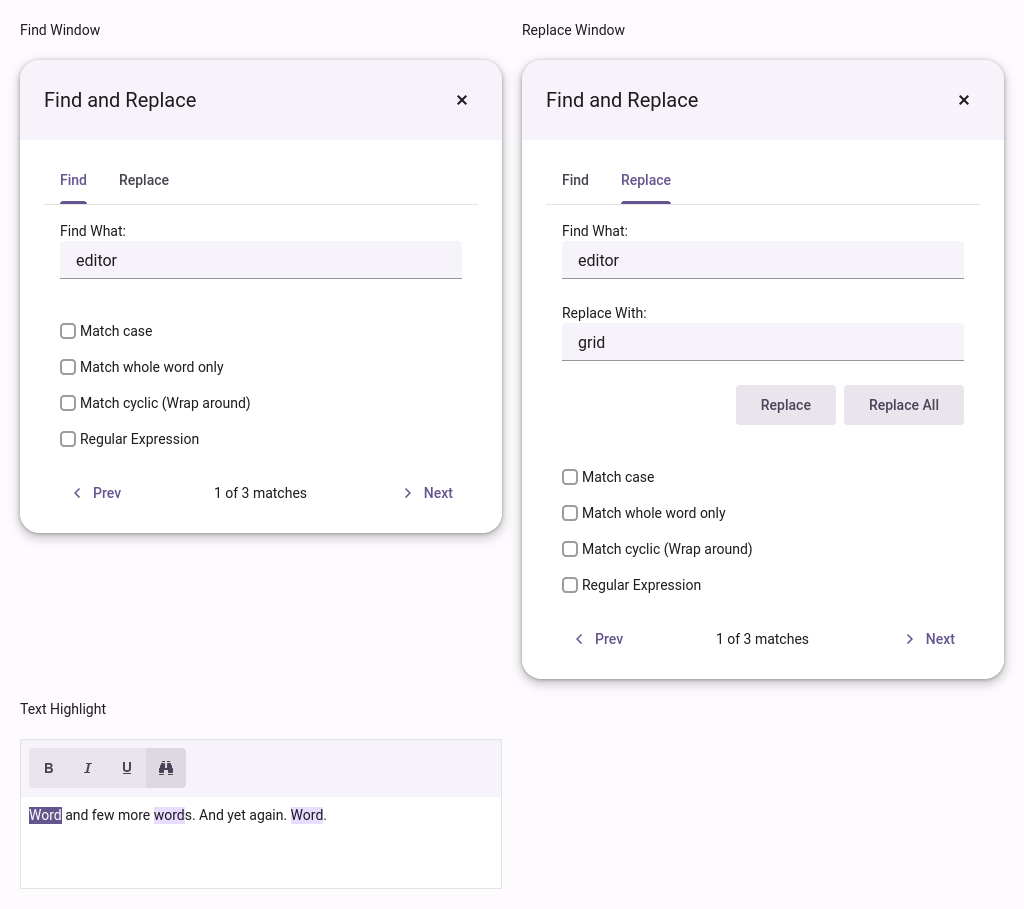 Find Window
Find and Replace
×
Find Replace
Find What:
editor
Match case
Match whole word only
Match cyclic (Wrap around)
Regular Expression
Prev 1 of 3 matches Next
Replace Window
Find and Replace
×
Find Replace
Find What:
editor
Replace With:
grid
Replace Replace All
Match case
Match whole word only
Match cyclic (Wrap around)
Regular Expression
Prev 1 of 3 matches Next
Text Highlight
B I U
Word and few more words. And yet again. Word.